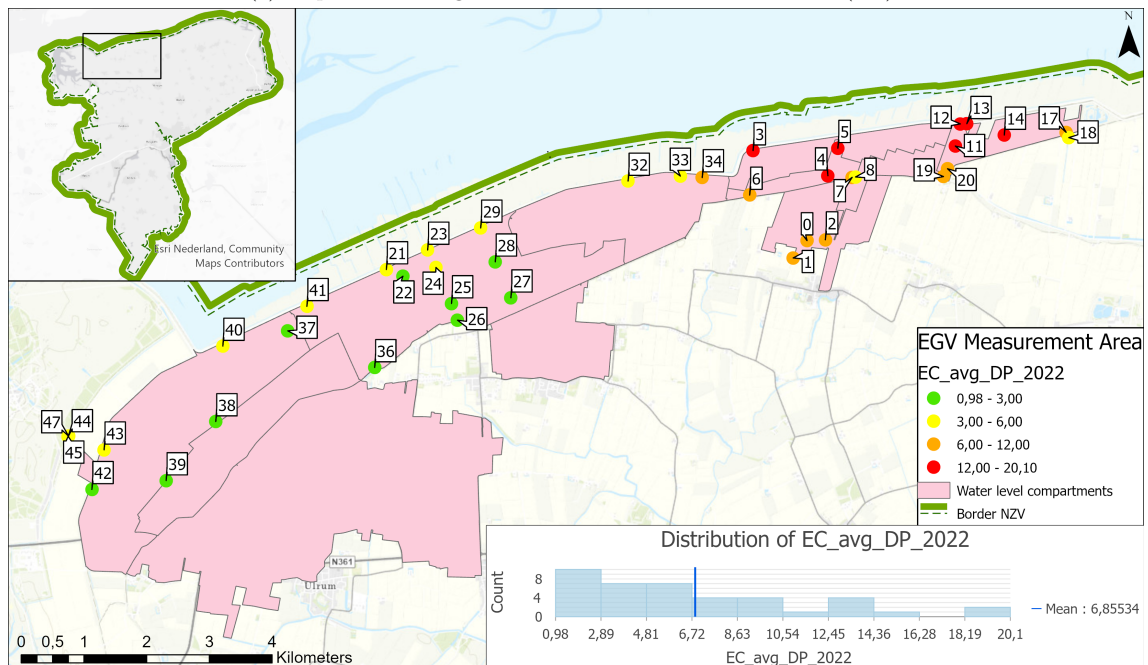 N
Esri Nederland, Community
Maps Contributors
12
13
3
5
14
17
18
11
4
32
33
34
6
7
8
19
20
29
23
21
28
0
2
1
22
24
25
27
26
41
37
40
36
38
47
44
45
43
42
39
EGV Measurement Area
EC_avg_DP_2022
0,98 - 3,00
3,00 - 6,00
6,00 - 12,00
12,00 - 20,10
Water level compartments
Border NZV
N361
Ulrum
0 0,5 1 2 3 4
Kilometers
Distribution of EC_avg_DP_2022
Count
8
4
0
0,98 2,89 4,81 6,72 8,63 10,54 12,45 14,36 16,28 18,19 20,1
EC_avg_DP_2022
Mean : 6,85534